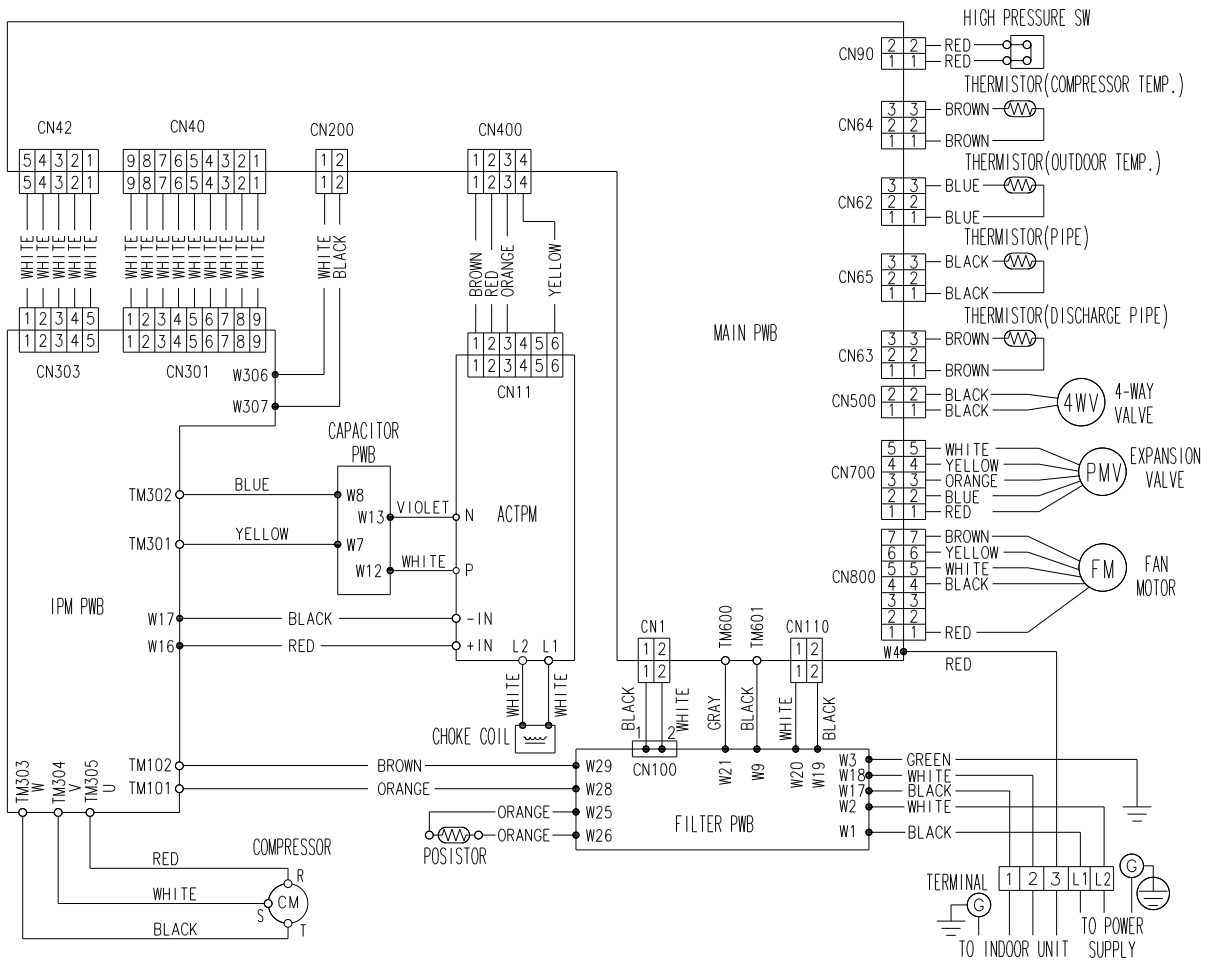 HIGH PRESSURE SW
CN90
2 2 RED
1 1 RED
THERMISTOR(COMPRESSOR TEMP.)
CN64
3 3 BROWN
2 2
1 1 BROWN
THERMISTOR(OUTDOOR TEMP.)
CN62
3 3 BLUE
2 2
1 1 BLUE
THERMISTOR(PIPE)
CN65
3 3 BLACK
2 2
1 1 BLACK
THERMISTOR(DISCHARGE PIPE)
CN63
3 3 BROWN
2 2
1 1 BROWN
CN500
2 2 BLACK
1 1 BLACK
4WV
4-WAY
VALVE
CN700
5 5 WHITE
4 4 YELLOW
3 3 ORANGE
2 2 BLUE
1 1 RED
PMV
EXPANSION
VALVE
CN800
7 7 BROWN
6 6 YELLOW
5 5 WHITE
4 4 BLACK
3 3
2 2
1 1 RED
FM
FAN
MOTOR
W4
RED
MAIN PWB
CN42
5 4 3 2 1
5 4 3 2 1
WHITE WHITE WHITE WHITE WHITE
1 2 3 4 5
1 2 3 4 5
CN303
CN40
9 8 7 6 5 4 3 2 1
9 8 7 6 5 4 3 2 1
WHITE WHITE WHITE WHITE WHITE WHITE WHITE WHITE WHITE
1 2 3 4 5 6 7 8 9
1 2 3 4 5 6 7 8 9
CN301
CN200
1 2
1 2
WHITE BLACK
W306
W307
CN400
1 2 3 4
1 2 3 4
BROWN RED ORANGE YELLOW
1 2 3 4 5 6
1 2 3 4 5 6
CN11
CAPACITOR
PWB
TM302 BLUE W8
W13 VIOLET N
ACTPM
TM301 YELLOW W7
W12 WHITE P
IPM PWB
W17 BLACK -IN
W16 RED +IN
L2 L1
WHITE WHITE
CHOKE COIL
CN1
1 2
1 2
BLACK WHITE
1 2
CN100
TM600
GRAY
W21
TM601
BLACK
W9
CN110
1 2
1 2
WHITE BLACK
W20 W19
TM102 BROWN W29
TM101 ORANGE W28
ORANGE W25
ORANGE W26
POSISTOR
FILTER PWB
W3 GREEN
W18 WHITE
W17 BLACK
W2 WHITE
W1 BLACK
TM303 TM304 TM305
W V U
COMPRESSOR
RED R
WHITE S CM
BLACK T
TERMINAL
G
1 2 3 L1 L2
G
TO INDOOR UNIT
TO POWER
SUPPLY